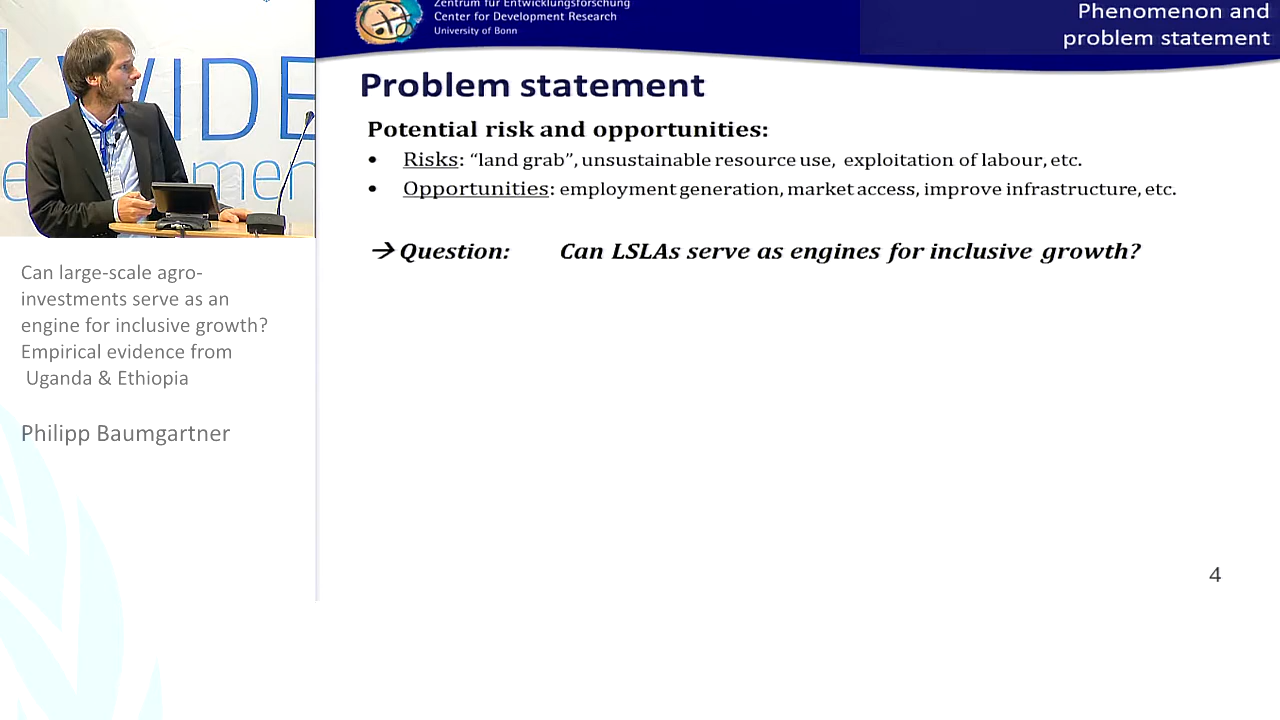 Zentrum für Entwicklungsforschung
Center for Development Research
University of Bonn
Phenomenon and
problem statement
kWIDE
Problem statement
Potential risk and opportunities:
• Risks: “land grab”, unsustainable resource use, exploitation of labour, etc.
• Opportunities: employment generation, market access, improve infrastructure, etc.
→ Question: Can LSLAs serve as engines for inclusive growth?
Can large-scale agro-
investments serve as an
engine for inclusive growth?
Empirical evidence from
Uganda & Ethiopia
Philipp Baumgartner
4